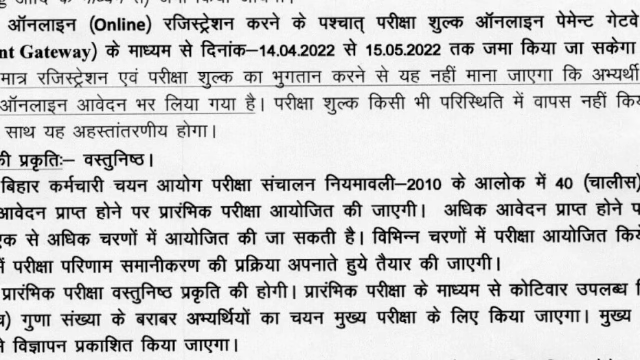 ऑनलाइन (Online) रजिस्ट्रेशन करने के पश्चात् परीक्षा शुल्क ऑनलाइन पेमेन्ट गेटवे
nt Gateway) के माध्यम से दिनांक–14.04.2022 से 15.05.2022 तक जमा किया जा सकेगा
मात्र रजिस्ट्रेशन एवं परीक्षा शुल्क का भुगतान करने से यह नहीं माना जाएगा कि अभ्यर्थी
ऑनलाइन आवेदन भर लिया गया है। परीक्षा शुल्क किसी भी परिस्थिति में वापस नहीं किय
साथ यह अहस्तांतरणीय होगा।
की प्रकृतिः– वस्तुनिष्ठ।
बिहार कर्मचारी चयन आयोग परीक्षा संचालन नियमावली–2010 के आलोक में 40 (चालीस)
आवेदन प्राप्त होने पर प्रारंभिक परीक्षा आयोजित की जाएगी। अधिक आवेदन प्राप्त होने प
एक से अधिक चरणों में आयोजित की जा सकती है। विभिन्न चरणों में परीक्षा आयोजित किये
में परीक्षा परिणाम समानीकरण की प्रक्रिया अपनाते हुये तैयार की जाएगी।
प्रारंभिक परीक्षा वस्तुनिष्ठ प्रकृति की होगी। प्रारंभिक परीक्षा के माध्यम से कोटिवार उपलब्ध
च) गुणा संख्या के बराबर अभ्यर्थियों का चयन मुख्य परीक्षा के लिए किया जाएगा। मुख्य
से विज्ञापन प्रकाशित किया जाएगा।